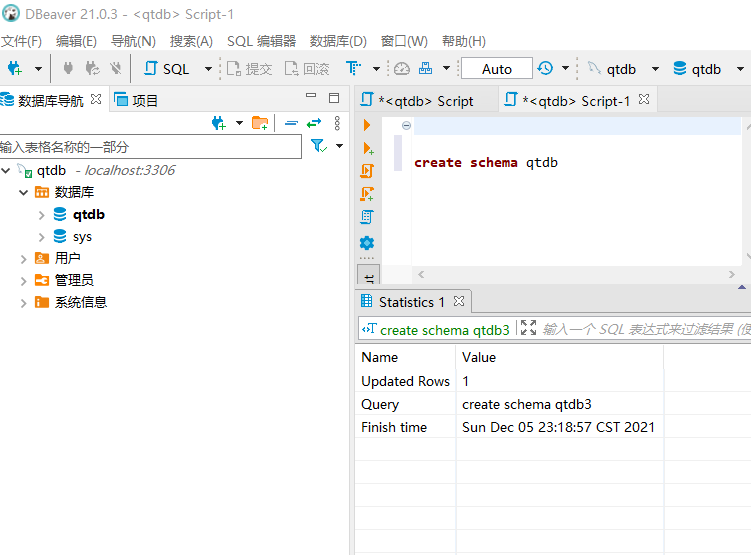 DBeaver 21.0.3 - <qtdb> Script-1
文件(F) 编辑(E) 导航(N) 搜索(A) SQL 编辑器 数据库(D) 窗口(W) 帮助(H)
SQL 提交 回滚 Auto qtdb qtdb
数据库导航 项目
*<qtdb> Script *<qtdb> Script-1
输入表格名称的一部分
qtdb - localhost:3306
数据库
qtdb
sys
用户
管理员
系统信息
create schema qtdb
Statistics 1
create schema qtdb3 输入一个 SQL 表达式来过滤结果 (使
Name Value
Updated Rows 1
Query create schema qtdb3
Finish time Sun Dec 05 23:18:57 CST 2021